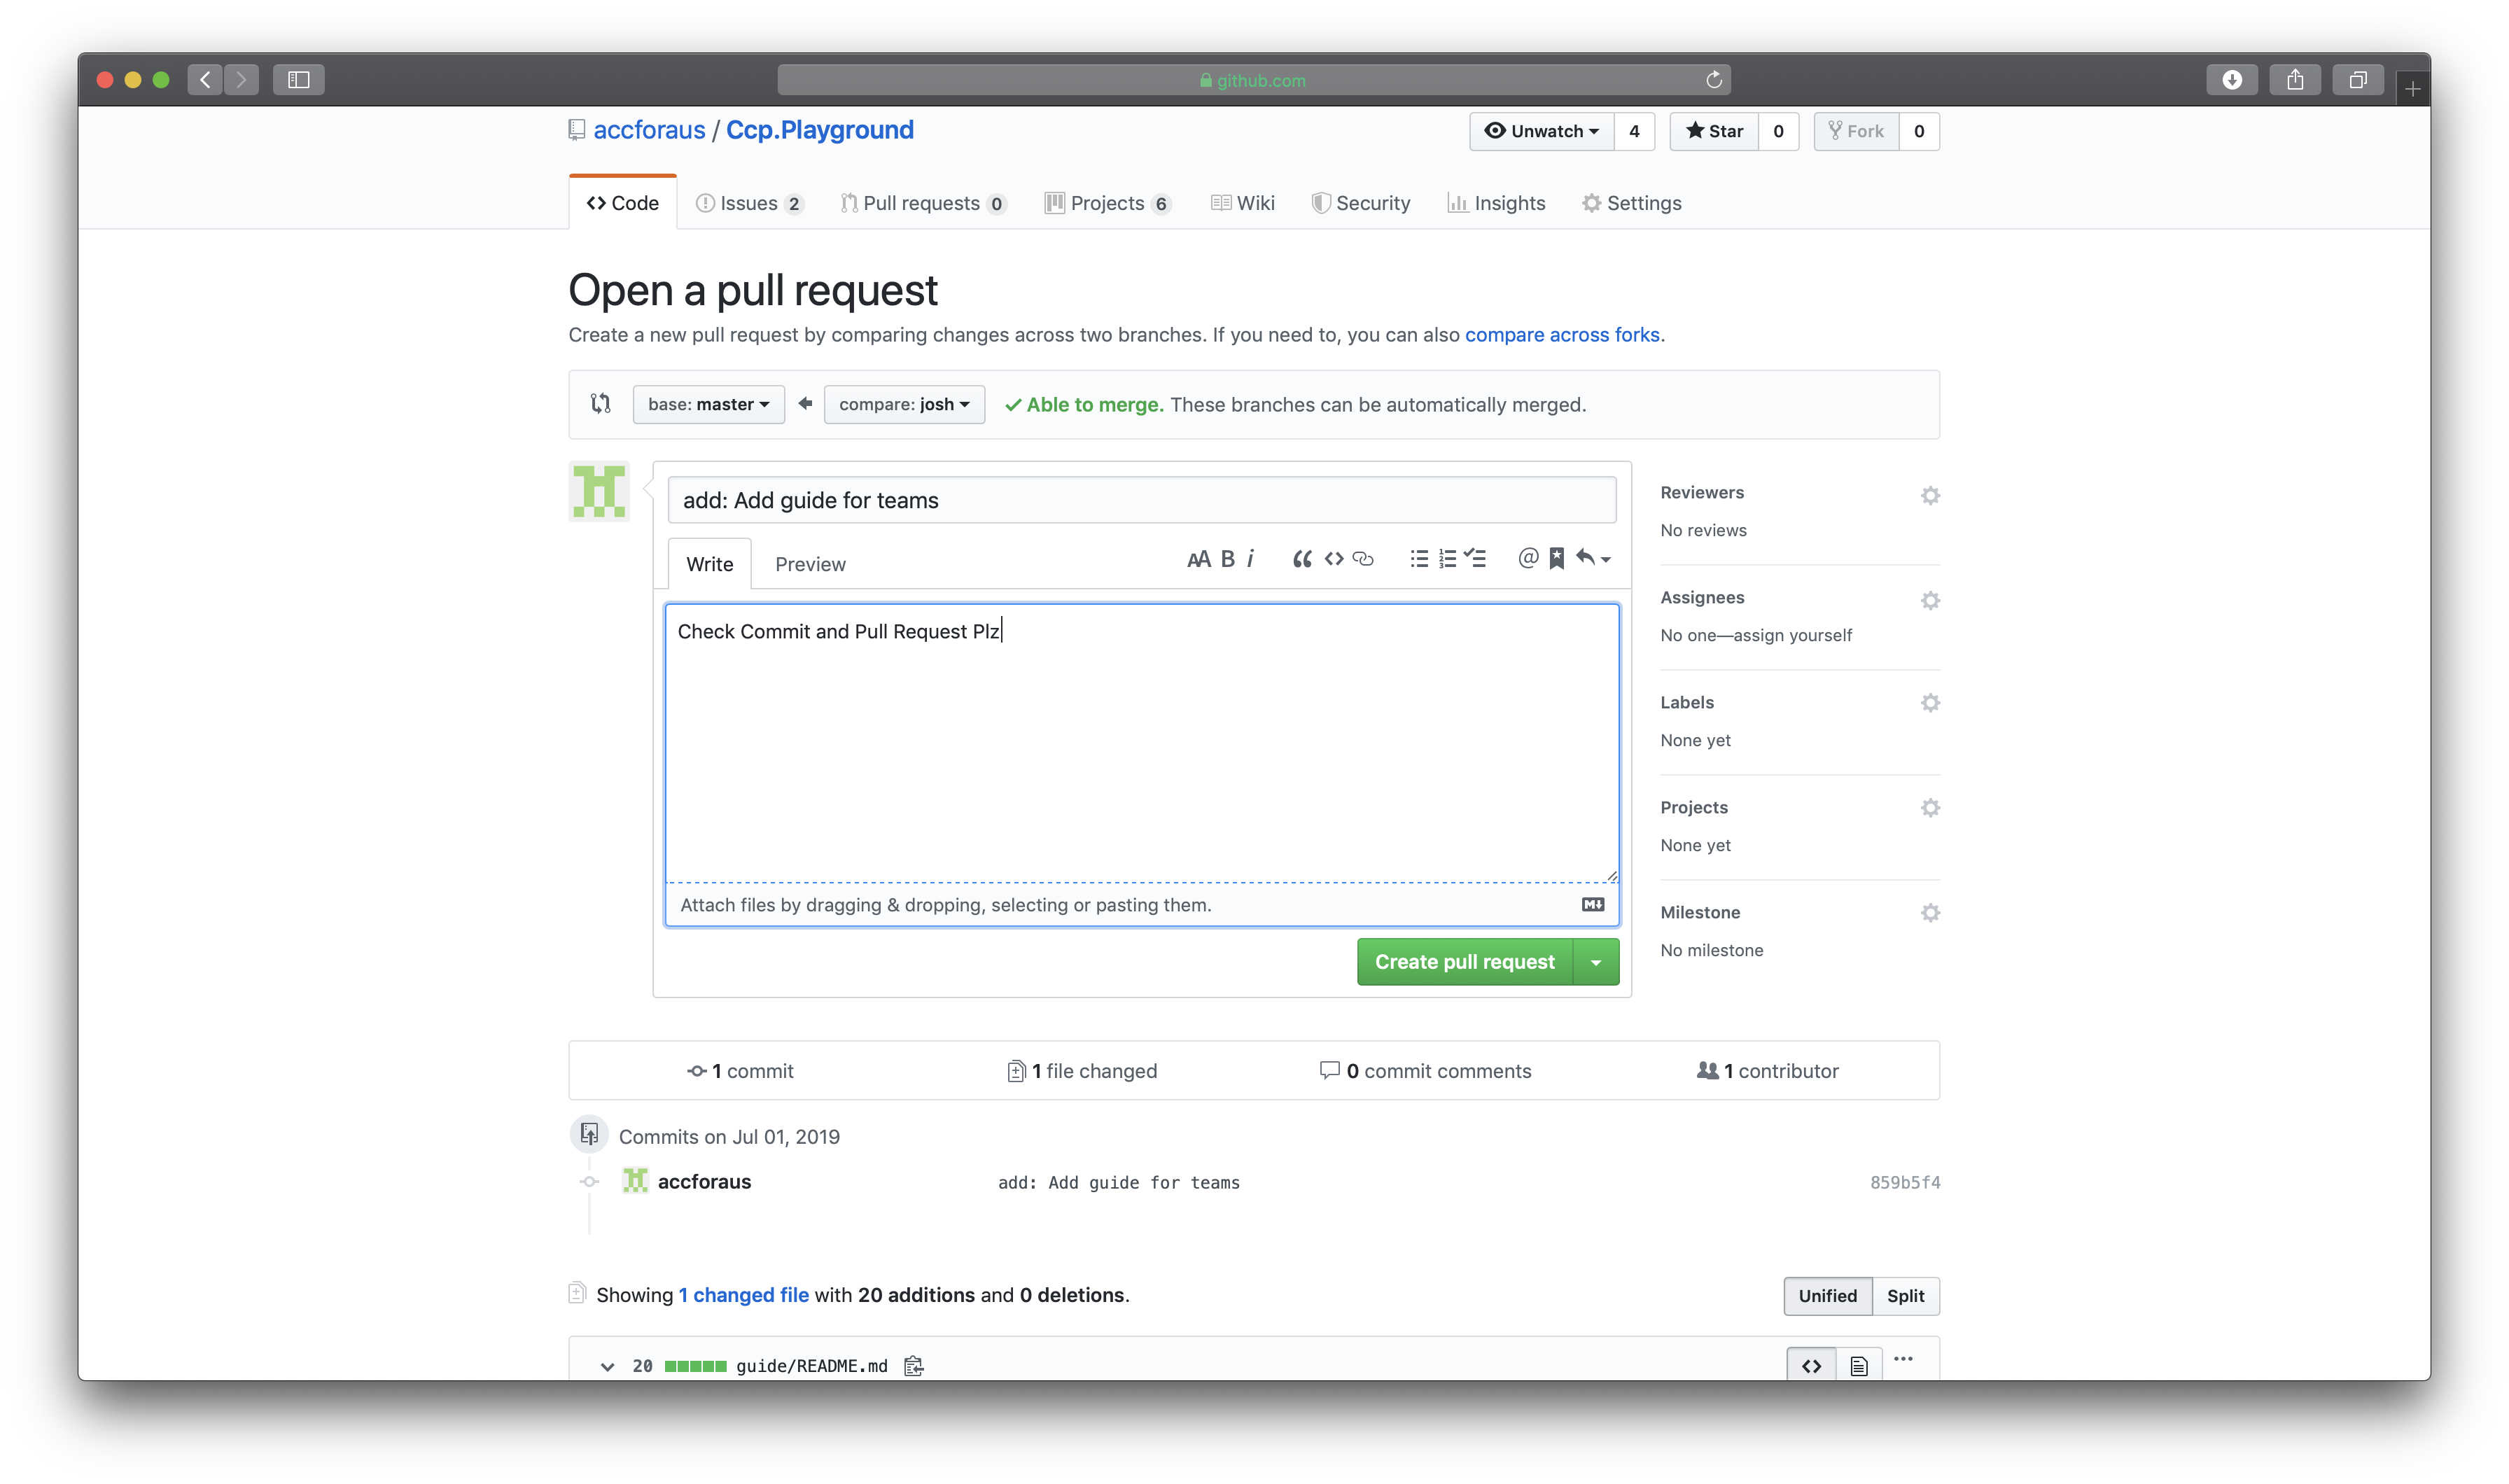 github.com
accforaus / Ccp.Playground
Unwatch 4 Star 0 Fork 0
Code Issues 2 Pull requests 0 Projects 6 Wiki Security Insights Settings
Open a pull request
Create a new pull request by comparing changes across two branches. If you need to, you can also compare across forks.
base: master compare: josh Able to merge. These branches can be automatically merged.
add: Add guide for teams
Write Preview
AA B i
Check Commit and Pull Request Plz
Attach files by dragging & dropping, selecting or pasting them.
Create pull request
Reviewers
No reviews
Assignees
No one—assign yourself
Labels
None yet
Projects
None yet
Milestone
No milestone
1 commit 1 file changed 0 commit comments 1 contributor
Commits on Jul 01, 2019
accforaus add: Add guide for teams 859b5f4
Showing 1 changed file with 20 additions and 0 deletions.
Unified Split
20 guide/README.md